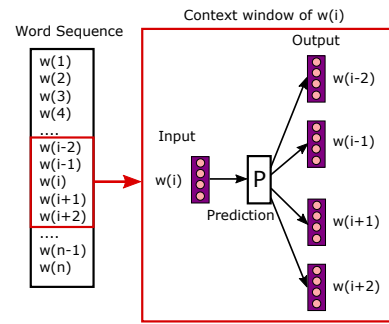 Context window of w(i)
Word Sequence
w(1)
w(2)
w(3)
w(4)
....
w(i-2)
w(i-1)
w(i)
w(i+1)
w(i+2)
....
w(n-1)
w(n)
Input
w(i)
P
Prediction
Output
w(i-2)
w(i-1)
w(i+1)
w(i+2)